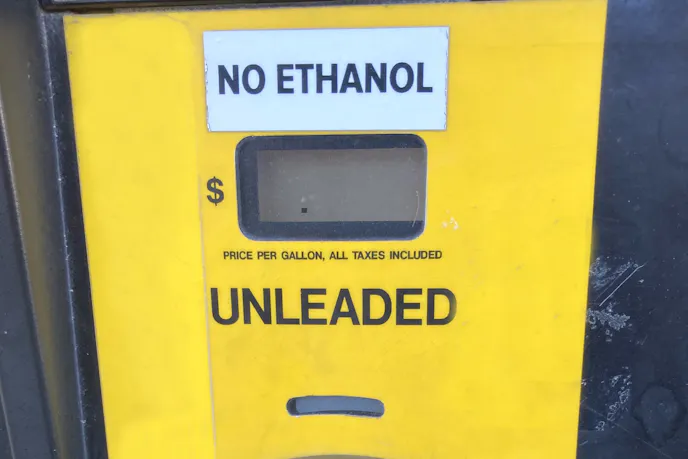 NO ETHANOL
$
PRICE PER GALLON, ALL TAXES INCLUDED
UNLEADED